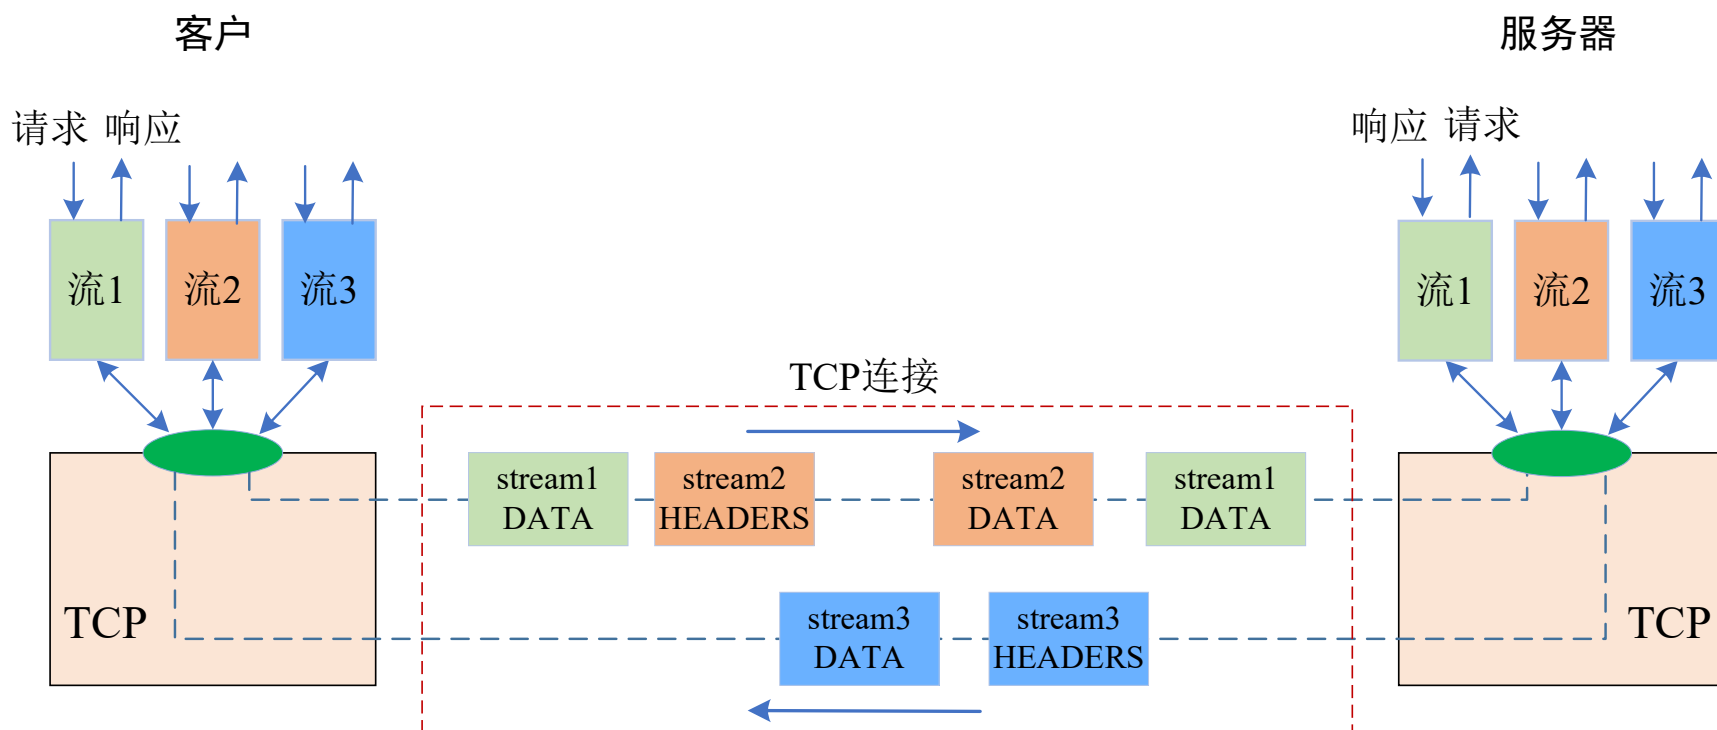 客户
服务器
请求 响应
响应 请求
流1
流2
流3
流1
流2
流3
TCP连接
stream1
DATA
stream2
HEADERS
stream2
DATA
stream1
DATA
TCP
stream3
DATA
stream3
HEADERS
TCP